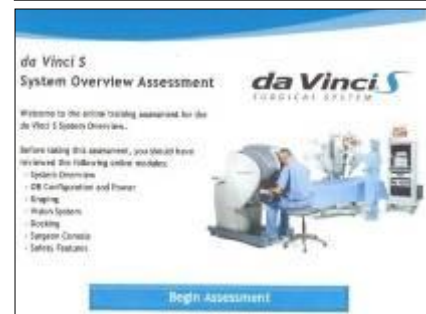 da Vinci S
System Overview Assessment
da Vinci S
SURGICAL SYSTEM
Welcome to the online training assessment for the
da Vinci S System Overview.
Before taking this assessment, you should have
reviewed the following online modules:
- System Overview
- OR Configuration and Power
- Draping
- Vision System
- Docking
- Surgeon Console
- Safety Features
Begin Assessment